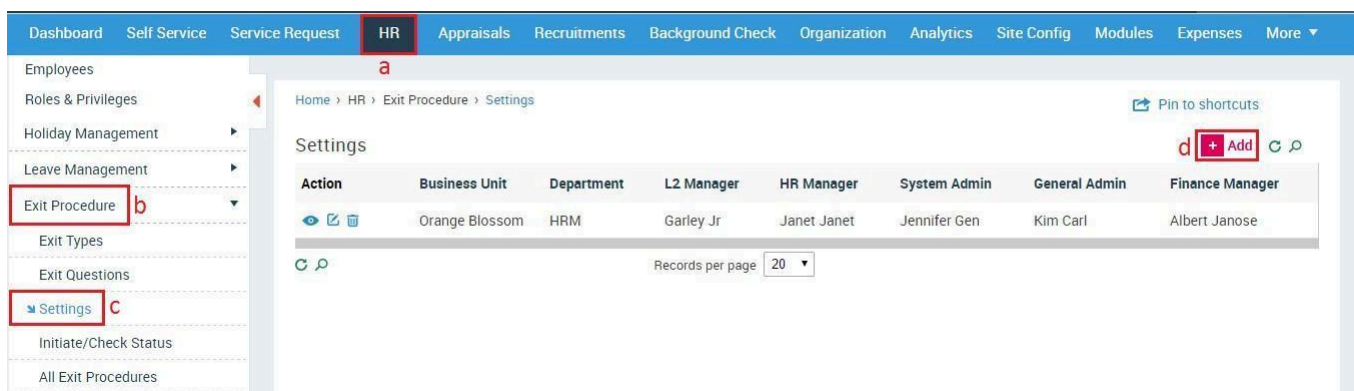 Dashboard Self Service Service Request HR Appraisals Recruitments Background Check Organization Analytics Site Config Modules Expenses More ▼
a
Employees
Roles & Privileges
Holiday Management
Leave Management
Exit Procedure b
Exit Types
Exit Questions
Settings c
Initiate/Check Status
All Exit Procedures
Home › HR › Exit Procedure › Settings
Pin to shortcuts
Settings
d + Add
Action Business Unit Department L2 Manager HR Manager System Admin General Admin Finance Manager
Orange Blossom HRM Garley Jr Janet Janet Jennifer Gen Kim Carl Albert Janose
Records per page 20 ▼